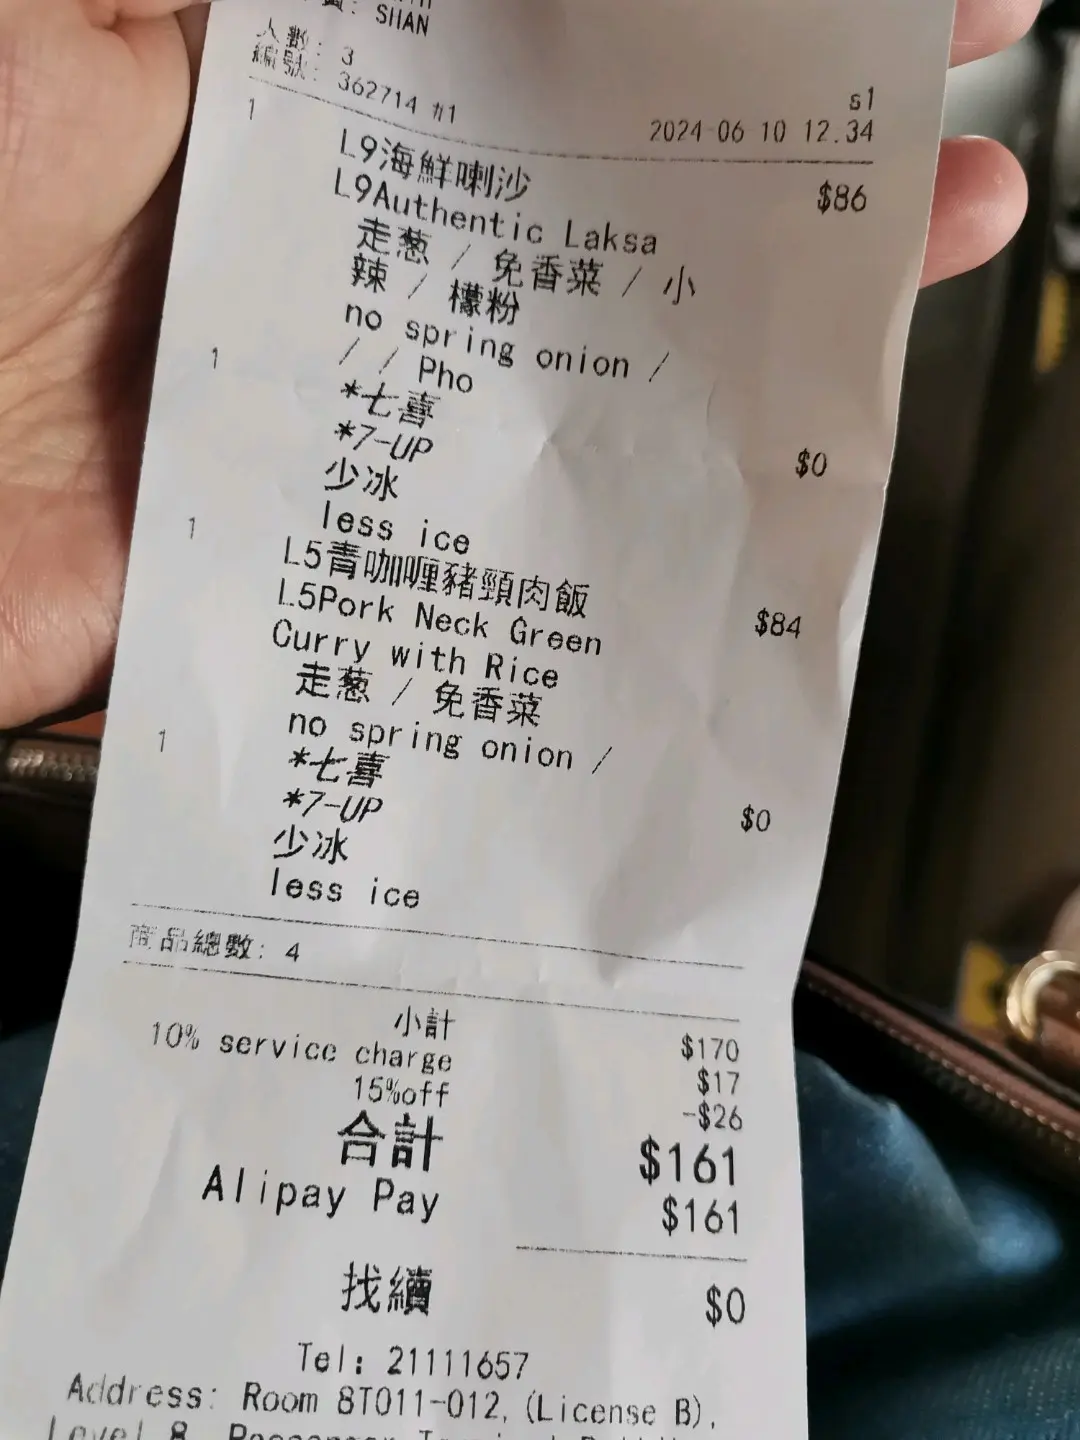 SHAN
人數: 3
編號: 362714 #1
s1
2024-06 10 12.34
1
L9海鮮喇沙 $86
L9Authentic Laksa
走葱 / 免香菜 / 小
辣 / 檬粉
no spring onion /
/ / Pho
1
*七喜
*7-UP $0
少冰
less ice
1
L5青咖喱豬頸肉飯
L5Pork Neck Green $84
Curry with Rice
走葱 / 免香菜
no spring onion /
1
*七喜
*7-UP $0
少冰
less ice
商品總數: 4
小計 $170
10% service charge $17
15%off -$26
合計 $161
Alipay Pay $161
找續 $0
Tel: 21111657
Address: Room 8T011-012, (License B),
Level 8, Passenger